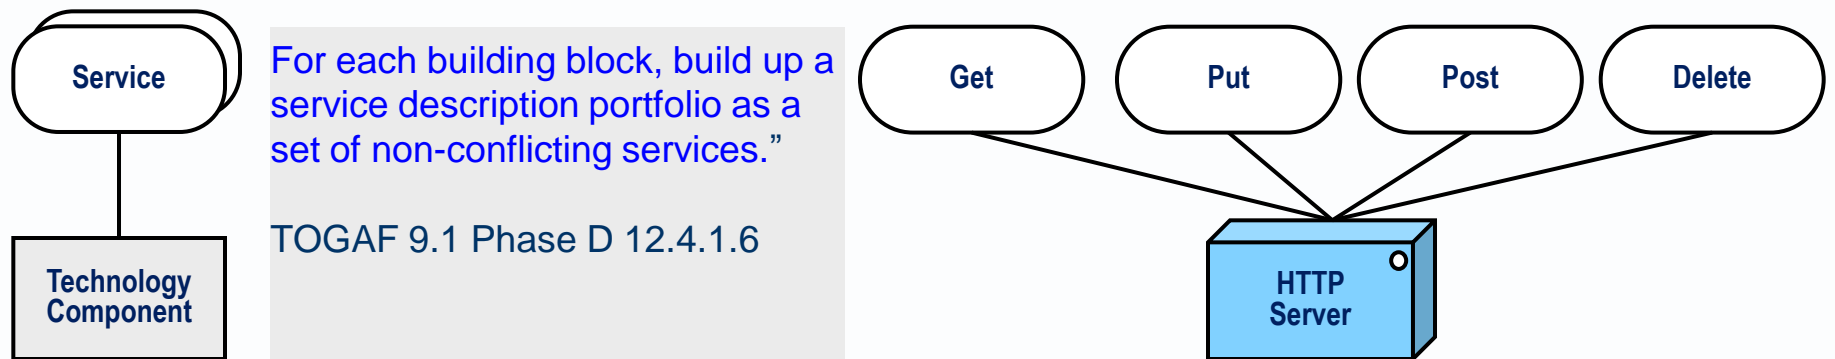 Service
Technology
Component
For each building block, build up a
service description portfolio as a
set of non-conflicting services.”
TOGAF 9.1 Phase D 12.4.1.6
Get
Put
Post
Delete
HTTP
Server